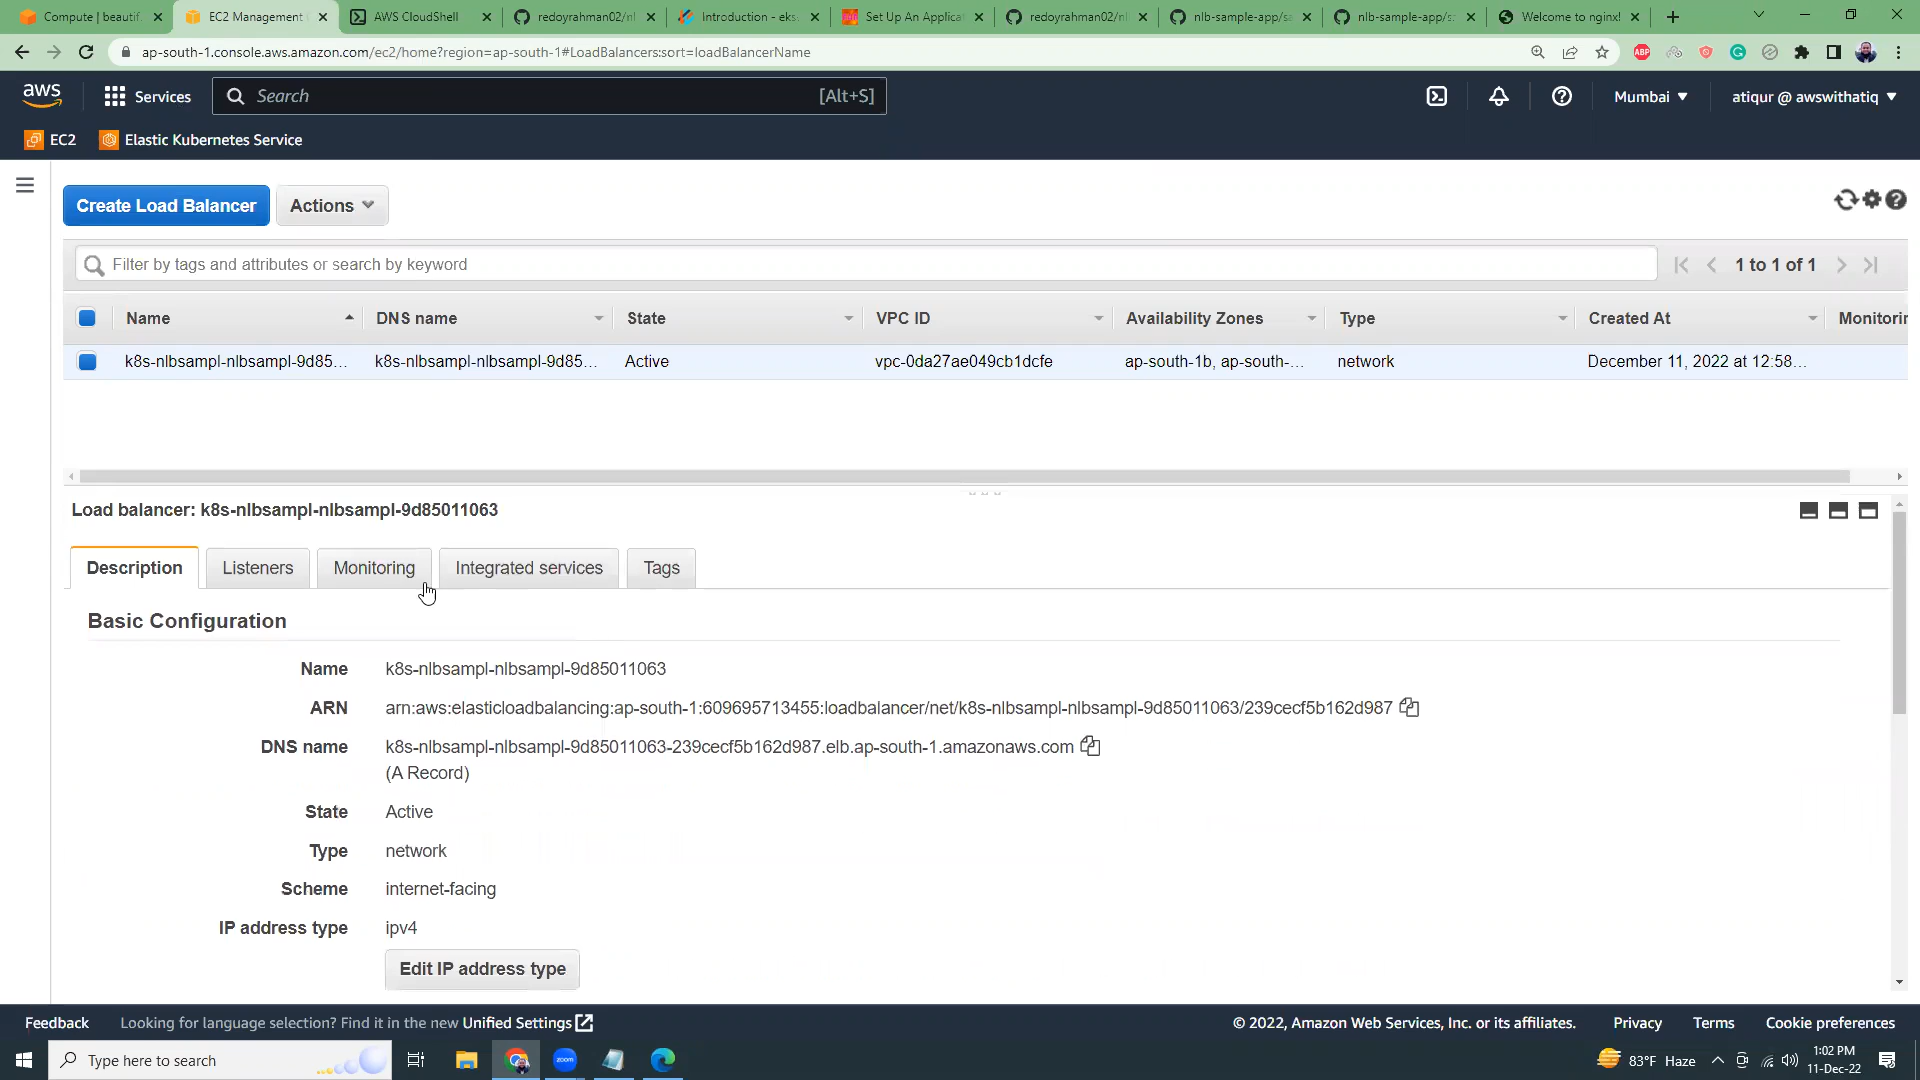 Compute | beautif
EC2 Management
AWS CloudShell
redoyrahman02/nl
Introduction - eks
Set Up An Applica
redoyrahman02/nl
nlb-sample-app/sa
nlb-sample-app/s
Welcome to nginx!
ap-south-1.console.aws.amazon.com/ec2/home?region=ap-south-1#LoadBalancers:sort=loadBalancerName
ABP
aws
Services
Search
[Alt+S]
Mumbai
atiqur @ awswithatiq
EC2
Elastic Kubernetes Service
Create Load Balancer
Actions
Filter by tags and attributes or search by keyword
1 to 1 of 1
Name
DNS name
State
VPC ID
Availability Zones
Type
Created At
Monitorin
k8s-nlbsampl-nlbsampl-9d85...
k8s-nlbsampl-nlbsampl-9d85...
Active
vpc-0da27ae049cb1dcfe
ap-south-1b, ap-south-...
network
December 11, 2022 at 12:58...
Load balancer: k8s-nlbsampl-nlbsampl-9d85011063
Description
Listeners
Monitoring
Integrated services
Tags
Basic Configuration
Name
k8s-nlbsampl-nlbsampl-9d85011063
ARN
arn:aws:elasticloadbalancing:ap-south-1:609695713455:loadbalancer/net/k8s-nlbsampl-nlbsampl-9d85011063/239cecf5b162d987
DNS name
k8s-nlbsampl-nlbsampl-9d85011063-239cecf5b162d987.elb.ap-south-1.amazonaws.com
(A Record)
State
Active
Type
network
Scheme
internet-facing
IP address type
ipv4
Edit IP address type
Feedback
Looking for language selection? Find it in the new Unified Settings
© 2022, Amazon Web Services, Inc. or its affiliates.
Privacy
Terms
Cookie preferences
Type here to search
zoom
83°F Haze
1:02 PM
11-Dec-22